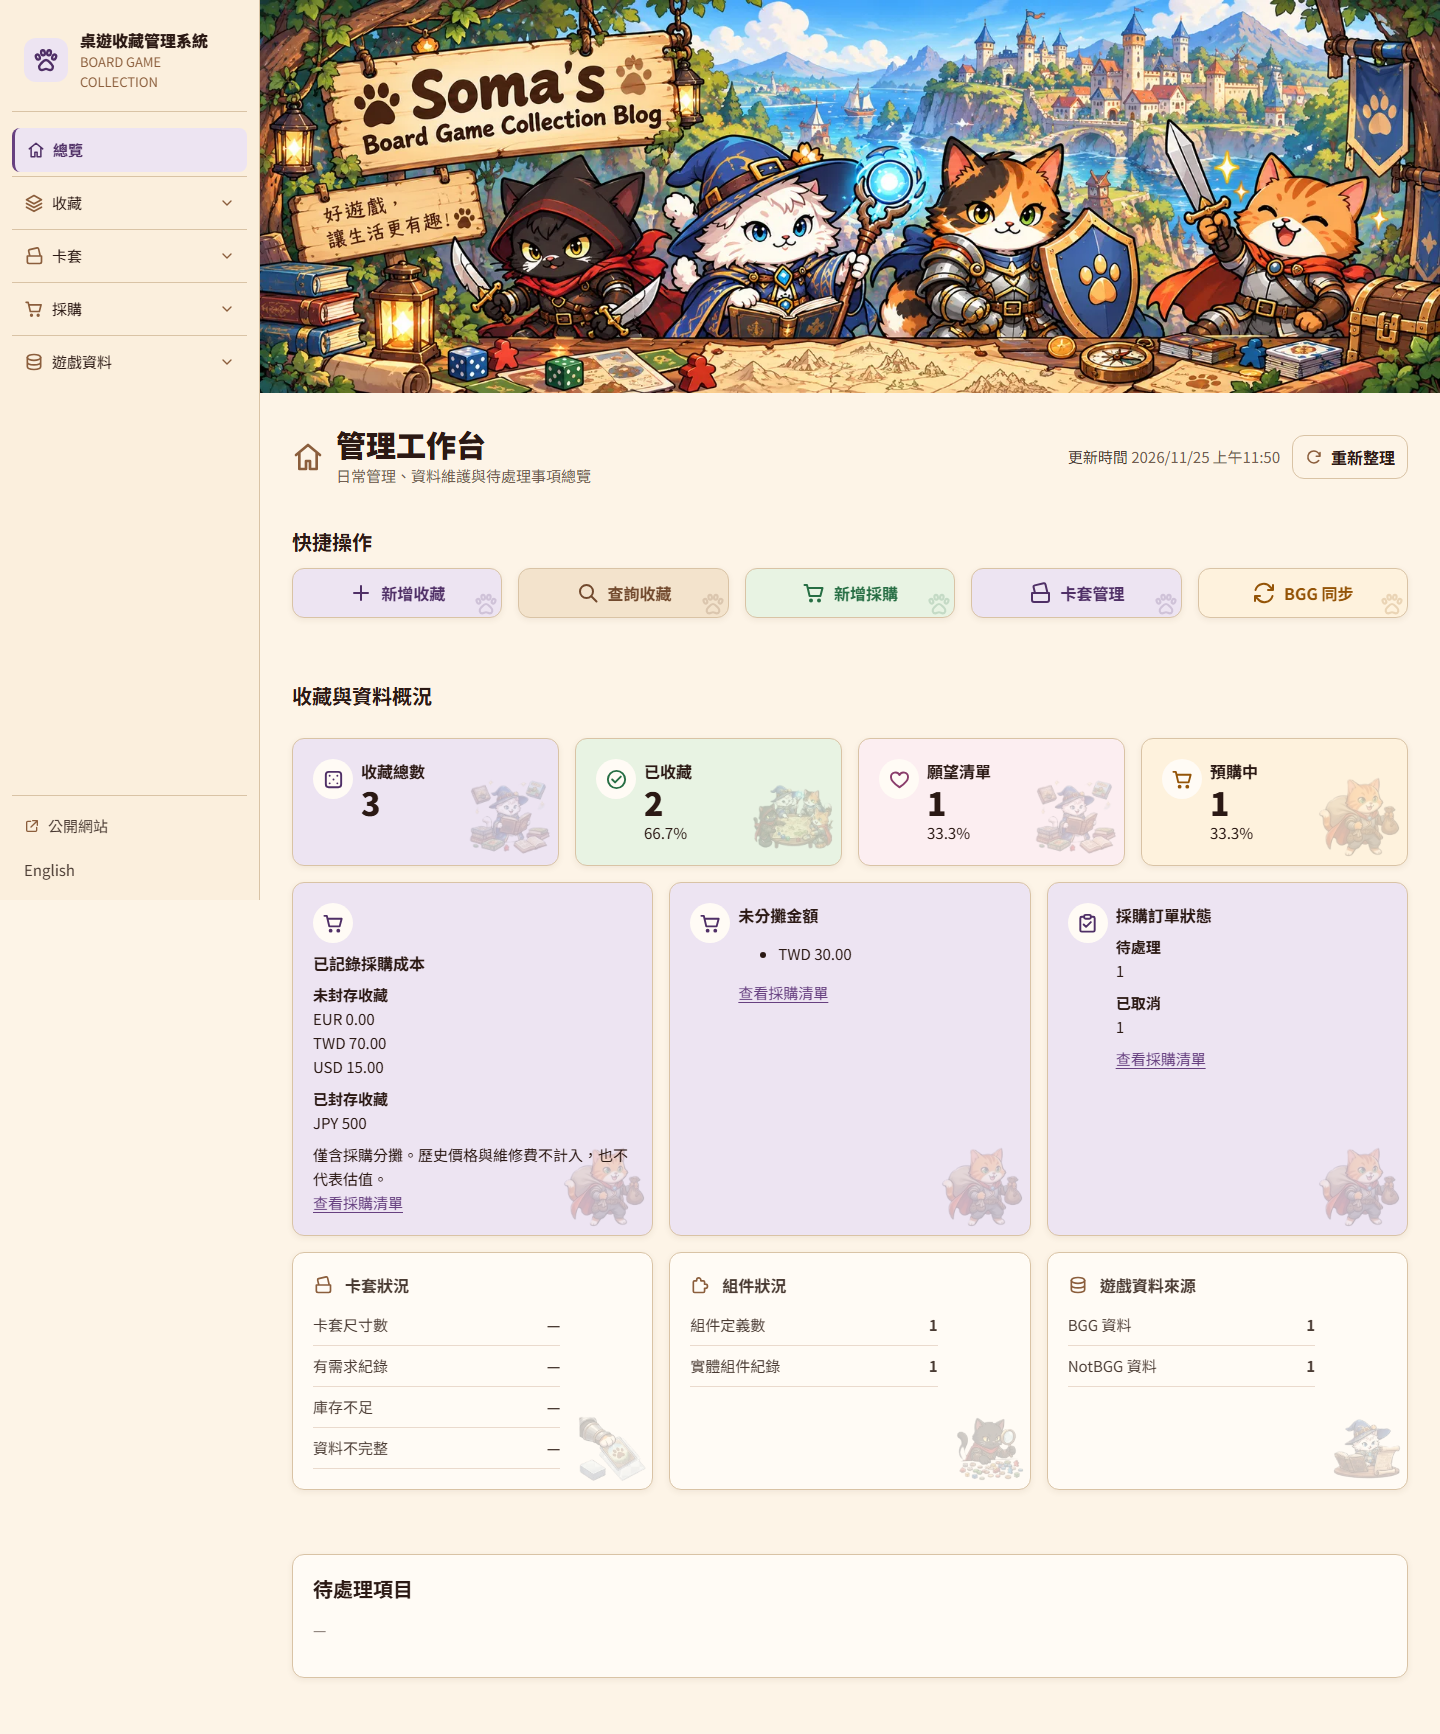 桌遊收藏管理系統
BOARD GAME
COLLECTION
總覽
收藏
卡套
採購
遊戲資料
公開網站
English
Soma's
Board Game Collection Blog
好遊戲，
讓生活更有趣！
管理工作台
日常管理、資料維護與待處理事項總覽
更新時間 2026/11/25 上午11:50
重新整理
快捷操作
新增收藏
查詢收藏
新增採購
卡套管理
BGG 同步
收藏與資料概況
收藏總數
3
已收藏
2
66.7%
願望清單
1
33.3%
預購中
1
33.3%
已記錄採購成本
未封存收藏
EUR 0.00
TWD 70.00
USD 15.00
已封存收藏
JPY 500
僅含採購分攤。歷史價格與維修費不計入，也不
代表估值。
查看採購清單
未分攤金額
• TWD 30.00
查看採購清單
採購訂單狀態
待處理
1
已取消
1
查看採購清單
卡套狀況
卡套尺寸數 —
有需求紀錄 —
庫存不足 —
資料不完整 —
組件狀況
組件定義數 1
實體組件紀錄 1
遊戲資料來源
BGG 資料 1
NotBGG 資料 1
待處理項目
—